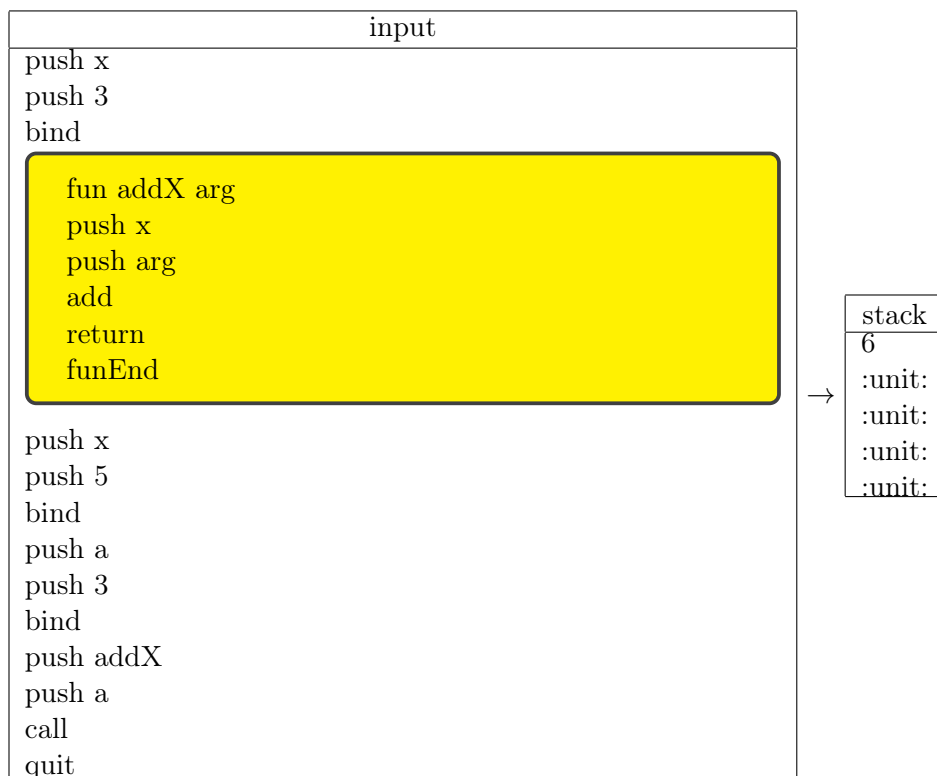 input
push x
push 3
bind
fun addX arg
push x
push arg
add
return
funEnd
push x
push 5
bind
push a
push 3
bind
push addX
push a
call
quit
→
stack
6
:unit:
:unit:
:unit:
:unit: